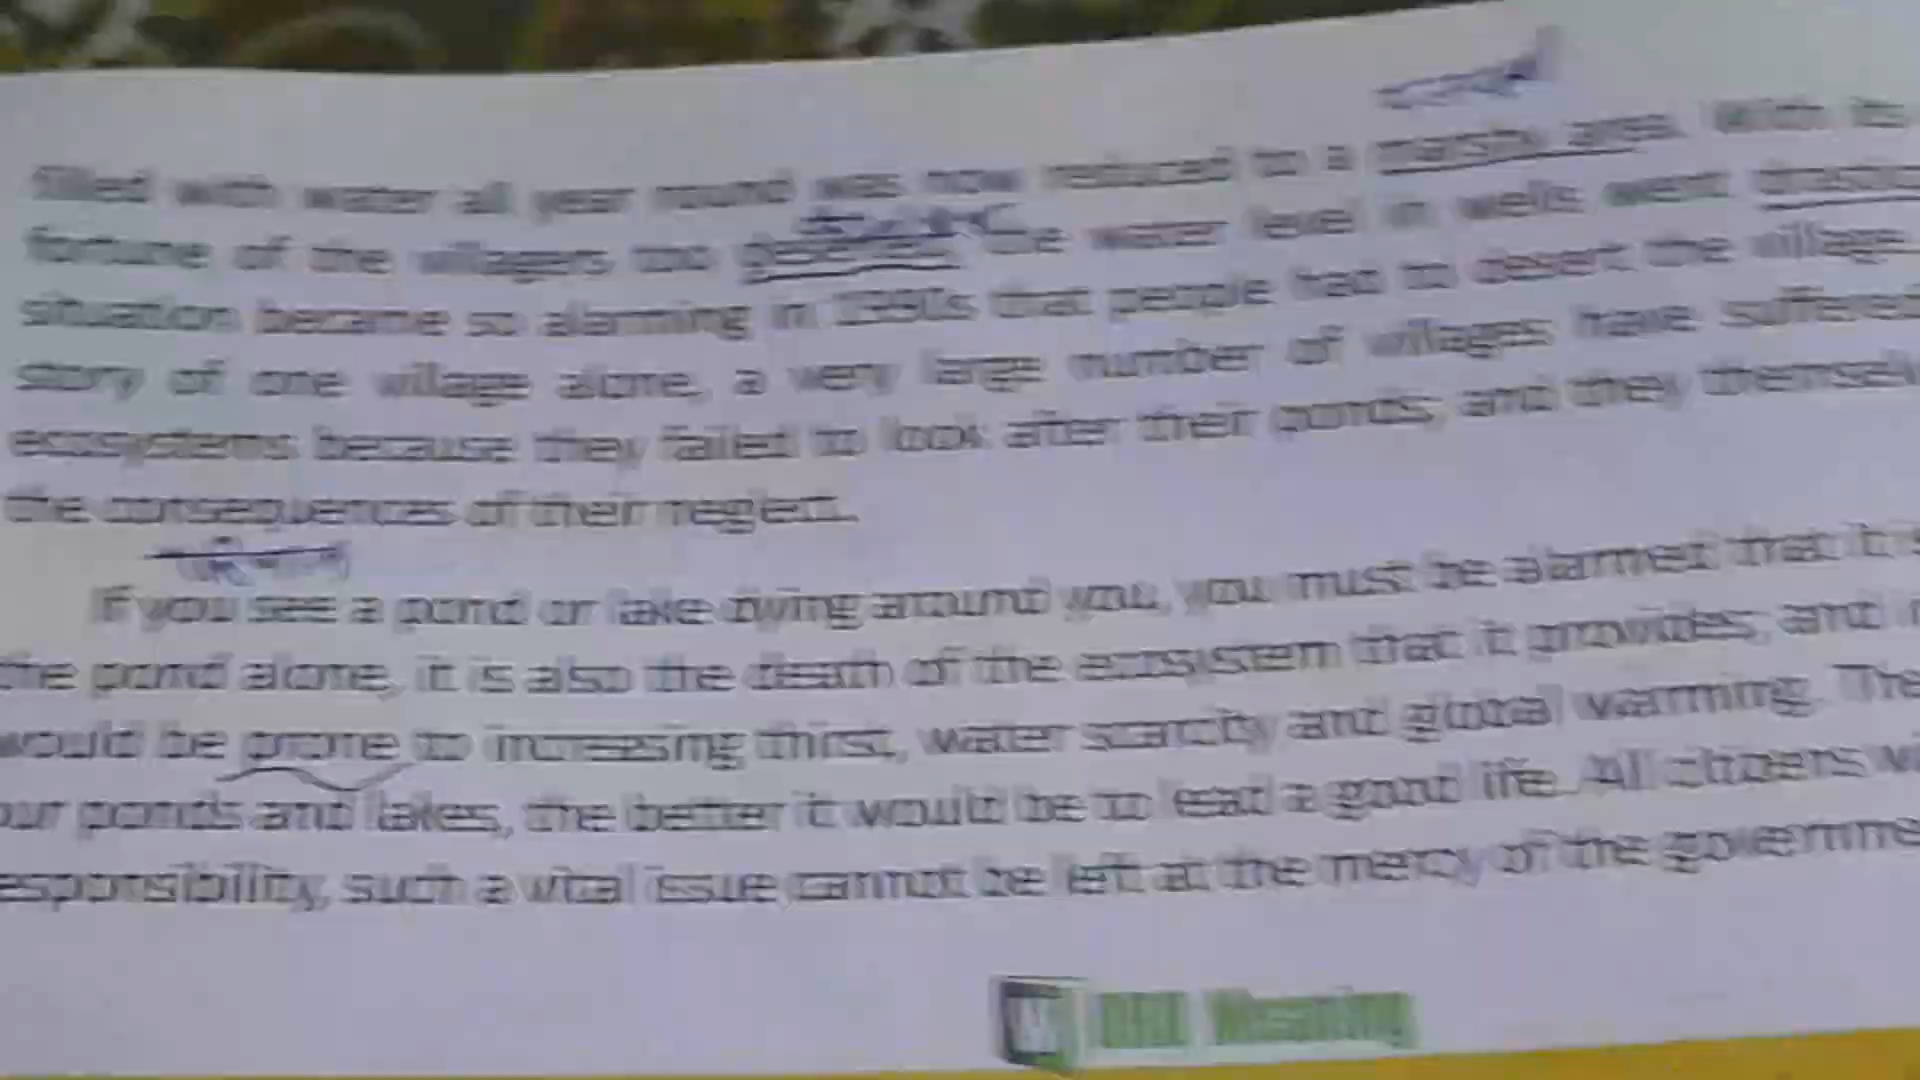 filled with water all year round was now reduced to a marshy area. With its
fortune of the villagers too deserted, the water level in wells went
situation became so alarming in 1990s that people had to desert the village.
story of one village alone, a very large number of villages have suffered
ecosystems because they failed to look after their ponds; and they
the consequences of their neglect.
If you see a pond or lake dying around you, you must be alarmed that it is
the pond alone, it is also the death of the ecosystem that it provides; and
would be prone to increasing thirst, water scarcity and global warming. The
our ponds and lakes, the better it would be to lead a good life. All citizens
responsibility, such a vital issue cannot be left at the mercy of the
Word Meaning